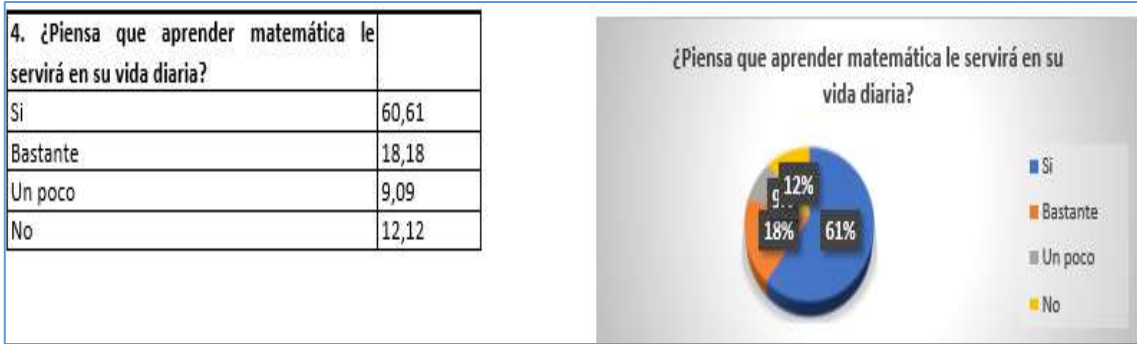 4. ¿Piensa que aprender matemática le
servirá en su vida diaria?
Si 60,61
Bastante 18,18
Un poco 9,09
No 12,12
¿Piensa que aprender matemática le servirá en su
vida diaria?
12%
18% 61%
Si
Bastante
Un poco
No